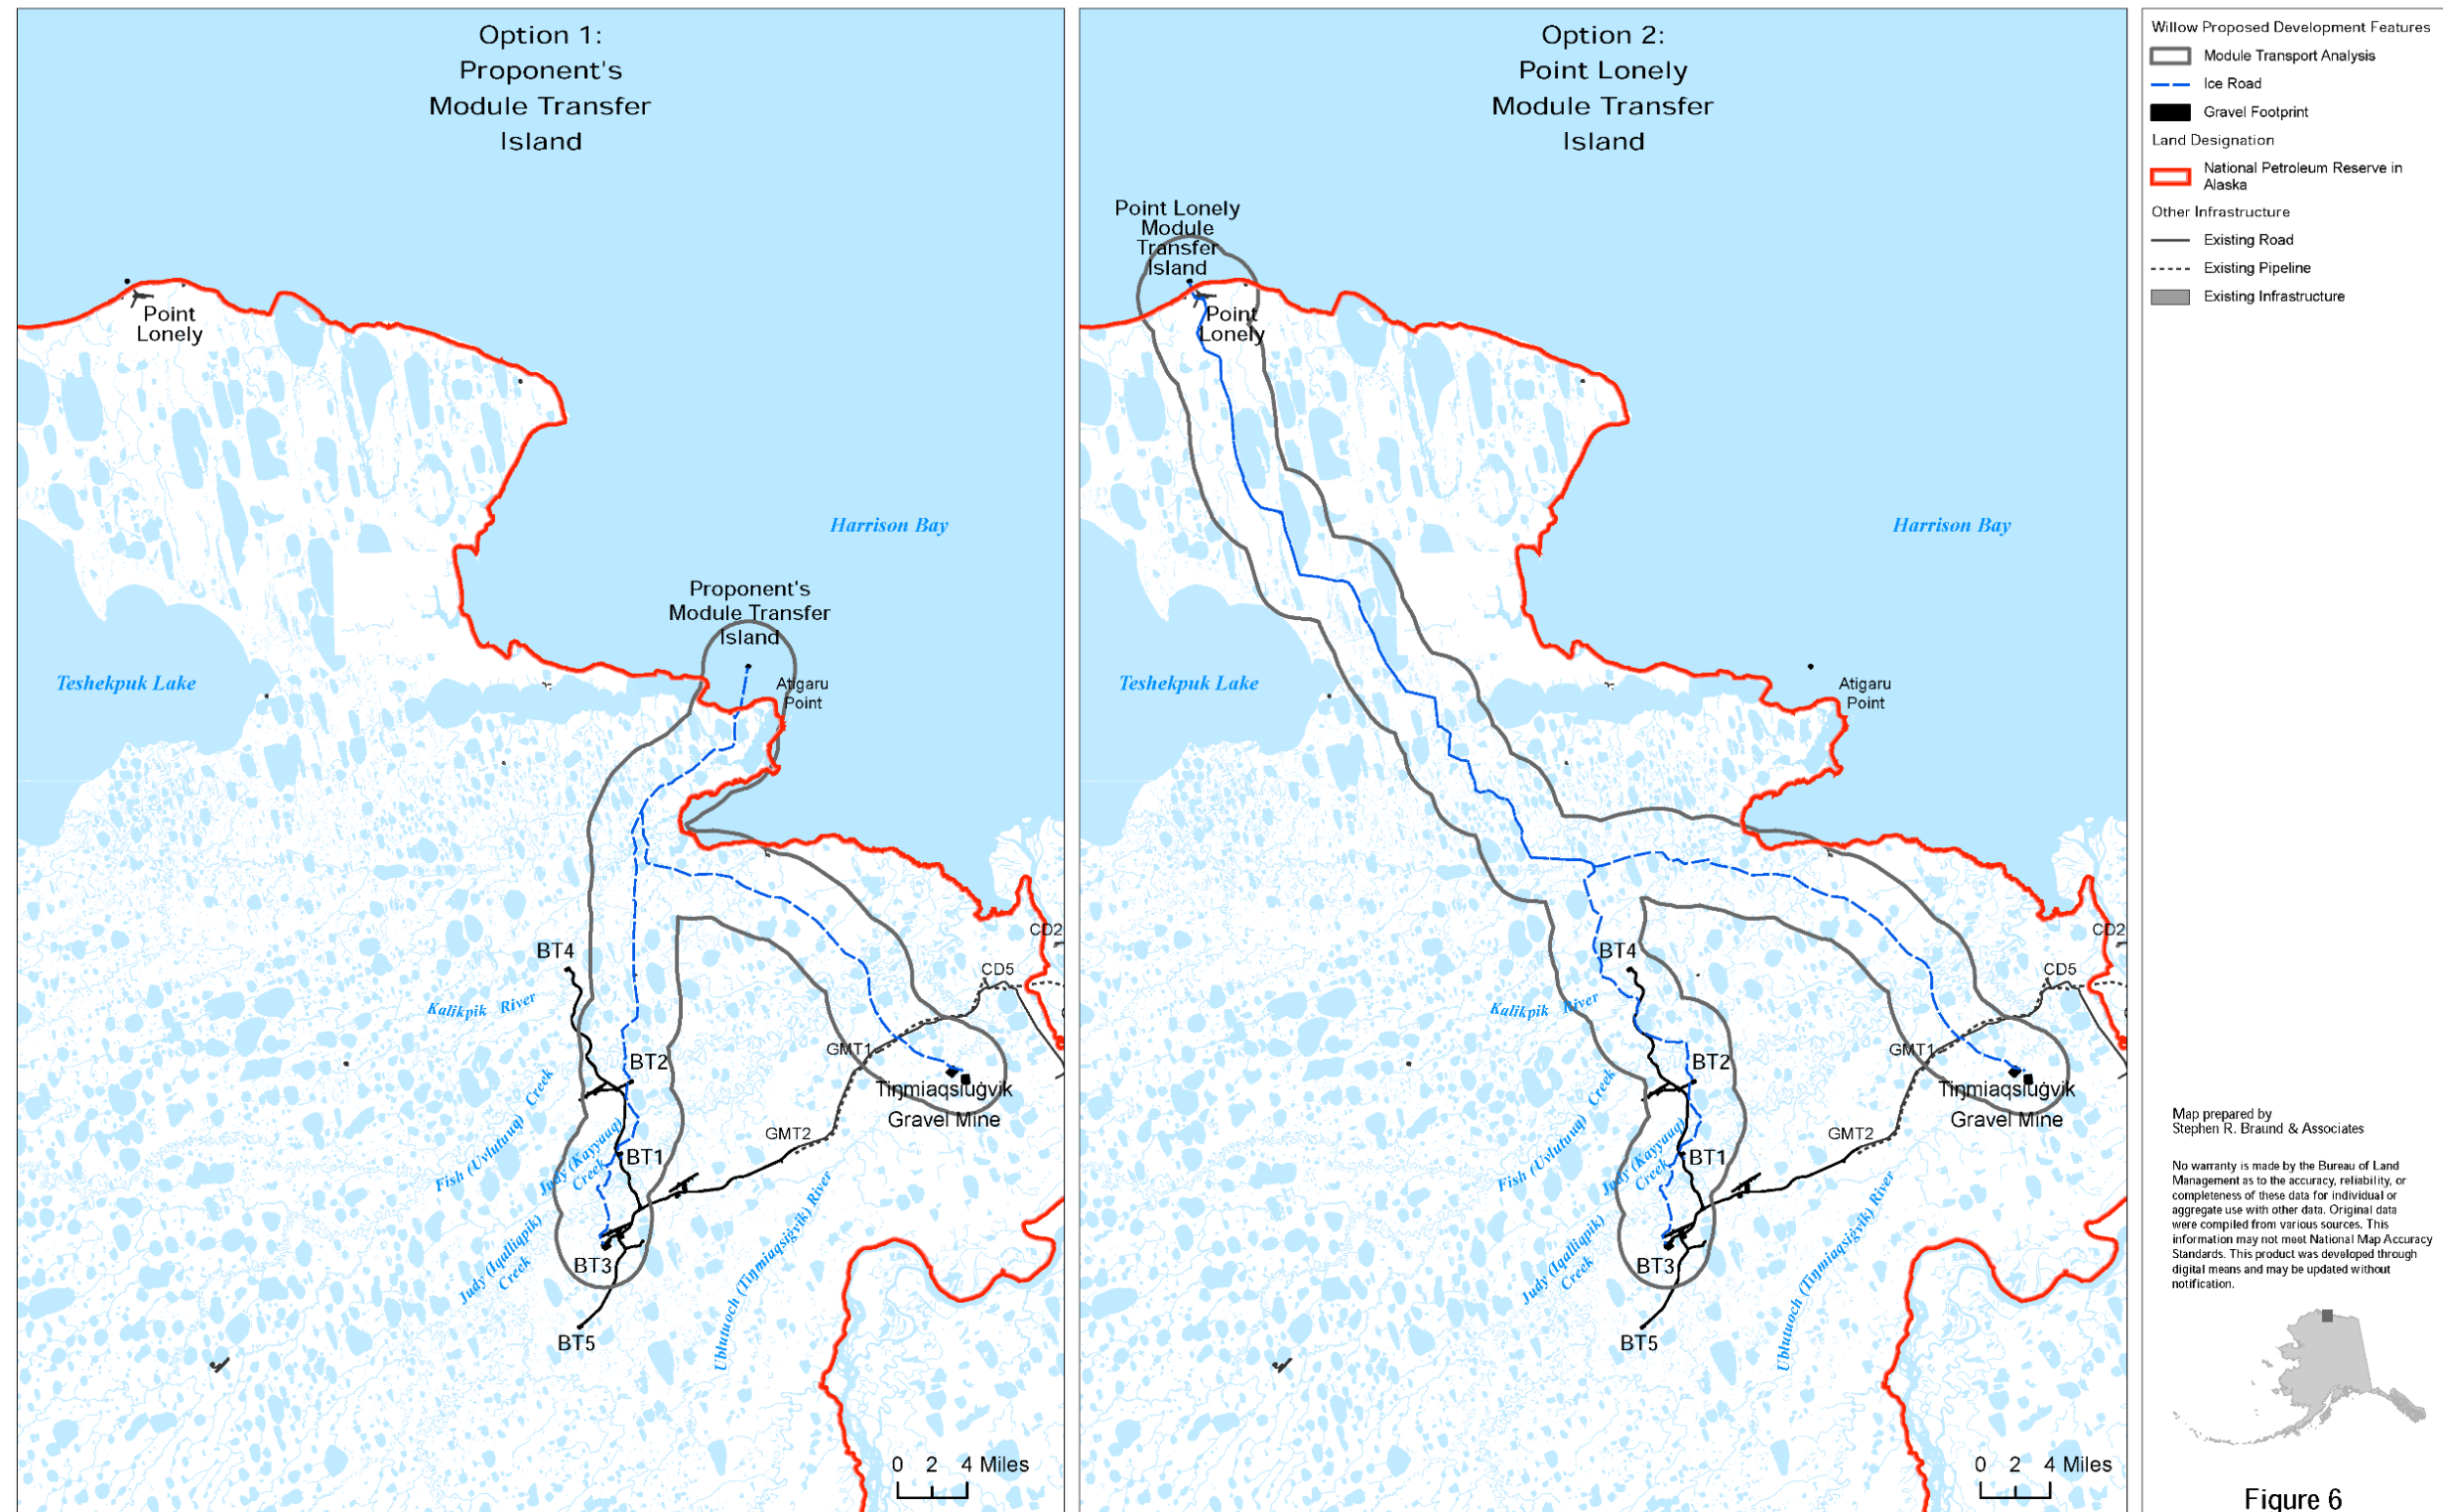 Option 1:
Proponent's
Module Transfer
Island
Point
Lonely
Harrison Bay
Proponent's
Module Transfer
Island
Teshekpuk Lake
Atigaru
Point
CD2
BT4
CD5
Kalikpik River
GMT1
BT2
Tiŋmiaqsiuġvik
Gravel Mine
Fish (Uvlutuuq) Creek
GMT2
Judy (Kayyaaq)
Creek
BT1
Judy (Iqalliqpik)
Creek
BT3
Ublutuoch (Tiŋmiaqsiġvik) River
BT5
0 2 4 Miles
Option 2:
Point Lonely
Module Transfer
Island
Point Lonely
Module
Transfer
Island
Point
Lonely
Harrison Bay
Teshekpuk Lake
Atigaru
Point
CD2
BT4
CD5
Kalikpik River
GMT1
BT2
Tiŋmiaqsiuġvik
Gravel Mine
Fish (Uvlutuuq) Creek
GMT2
Judy (Kayyaaq)
Creek
BT1
Judy (Iqalliqpik)
Creek
BT3
Ublutuoch (Tiŋmiaqsiġvik) River
BT5
0 2 4 Miles
Willow Proposed Development Features
Module Transport Analysis
Ice Road
Gravel Footprint
Land Designation
National Petroleum Reserve in
Alaska
Other Infrastructure
Existing Road
Existing Pipeline
Existing Infrastructure
Map prepared by
Stephen R. Braund & Associates
No warranty is made by the Bureau of Land
Management as to the accuracy, reliability, or
completeness of these data for individual or
aggregate use with other data. Original data
were compiled from various sources. This
information may not meet National Map Accuracy
Standards. This product was developed through
digital means and may be updated without
notification.
Figure 6